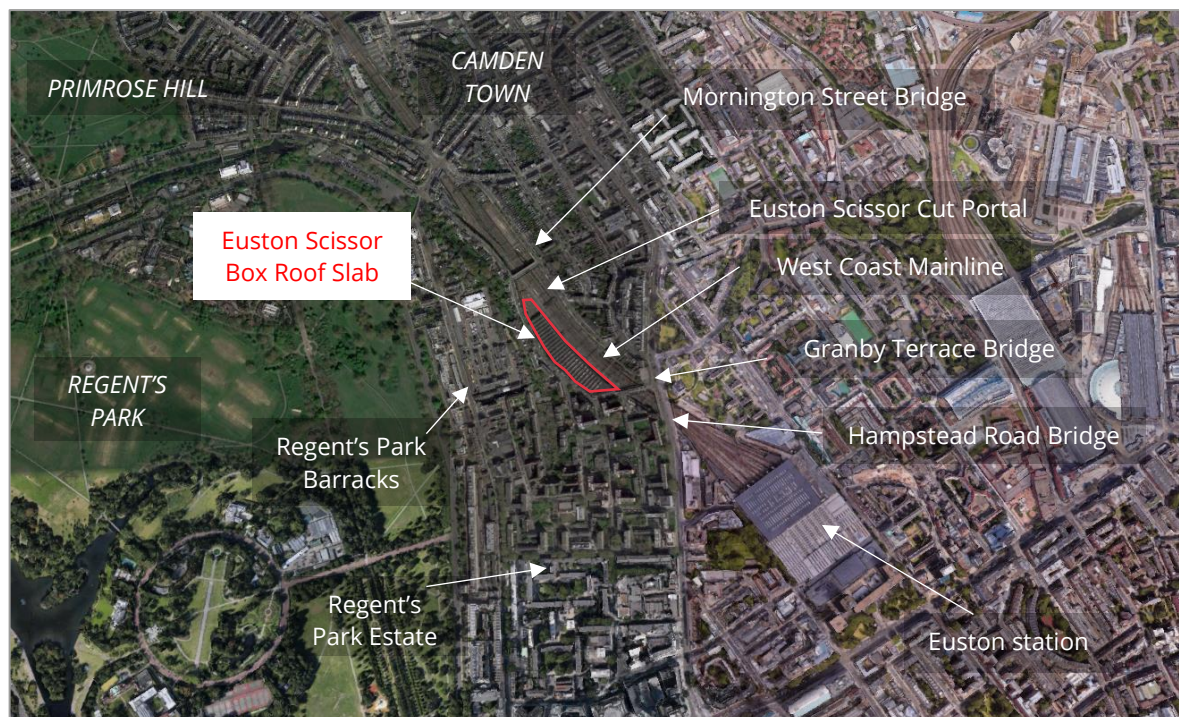 PRIMROSE HILL
CAMDEN
TOWN
Mornington Street Bridge
Euston Scissor Cut Portal
Euston Scissor
Box Roof Slab
West Coast Mainline
Granby Terrace Bridge
REGENT'S
PARK
Hampstead Road Bridge
Regent's Park
Barracks
Regent's
Park Estate
Euston station